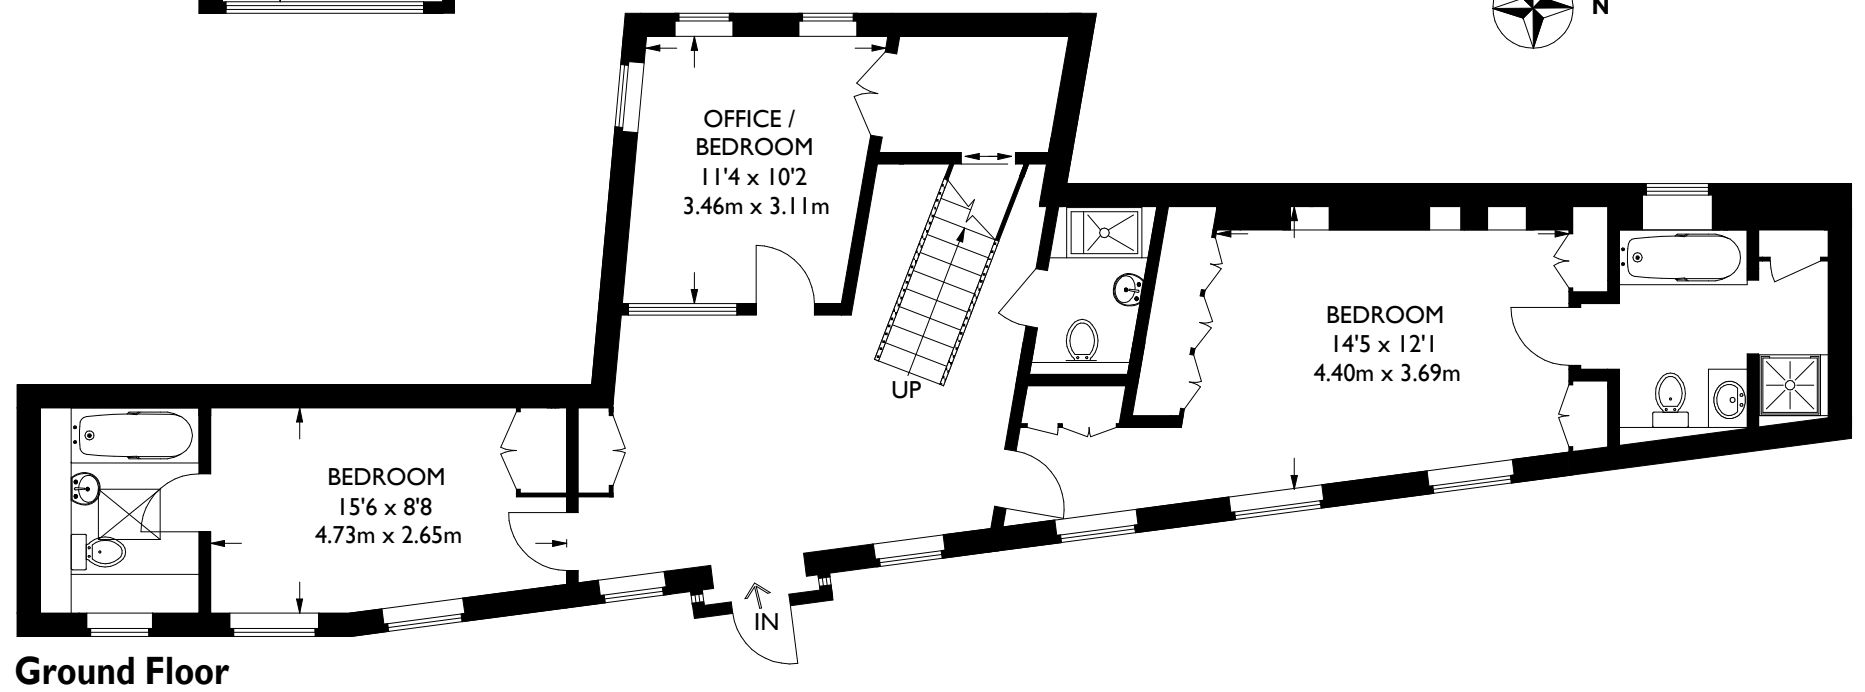 N
OFFICE /
BEDROOM
11'4 x 10'2
3.46m x 3.11m
BEDROOM
14'5 x 12'1
4.40m x 3.69m
UP
BEDROOM
15'6 x 8'8
4.73m x 2.65m
IN
Ground Floor